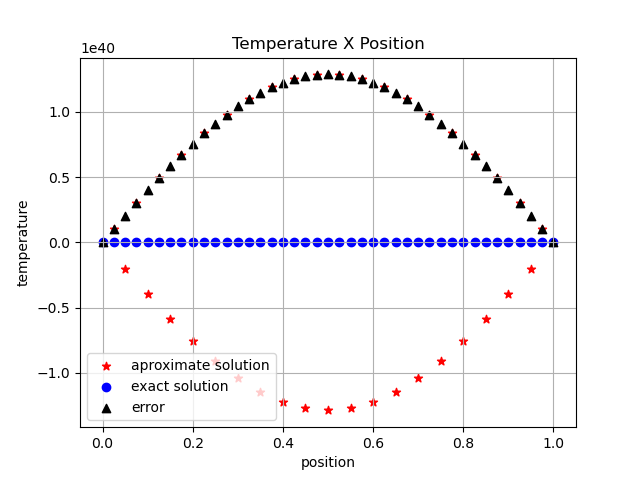 Temperature X Position
1e40
1.0
0.5
0.0
−0.5
−1.0
temperature
aproximate solution
exact solution
error
0.0 0.2 0.4 0.6 0.8 1.0
position